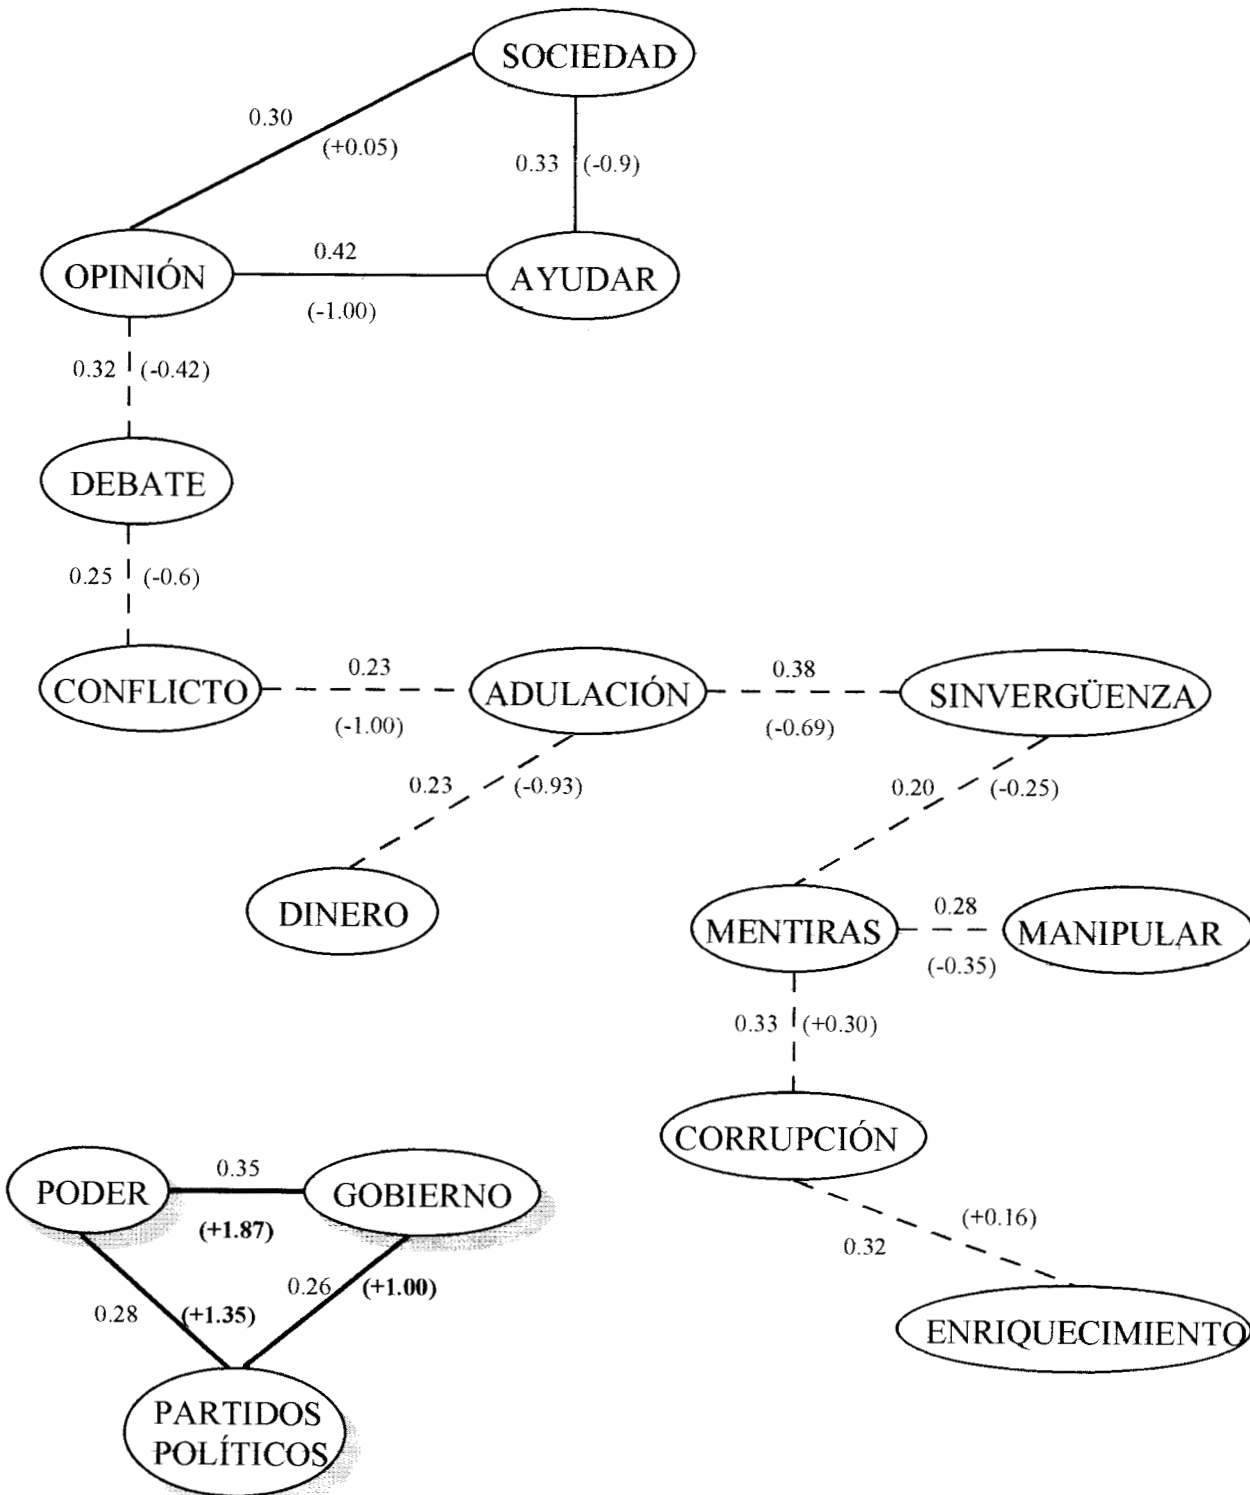 SOCIEDAD
0.30
(+0.05)
0.33 (-0.9)
OPINIÓN
0.42
AYUDAR
(-1.00)
0.32 (-0.42)
DEBATE
0.25 (-0.6)
CONFLICTO
0.23
(-1.00)
ADULACIÓN
0.38
(-0.69)
SINVERGÜENZA
0.23 (-0.93)
0.20 (-0.25)
DINERO
MENTIRAS
0.28
(-0.35)
MANIPULAR
0.33 (+0.30)
CORRUPCIÓN
(+0.16)
0.32
ENRIQUECIMIENTO
PODER
0.35
(+1.87)
GOBIERNO
0.28 (+1.35)
0.26 (+1.00)
PARTIDOS
POLÍTICOS